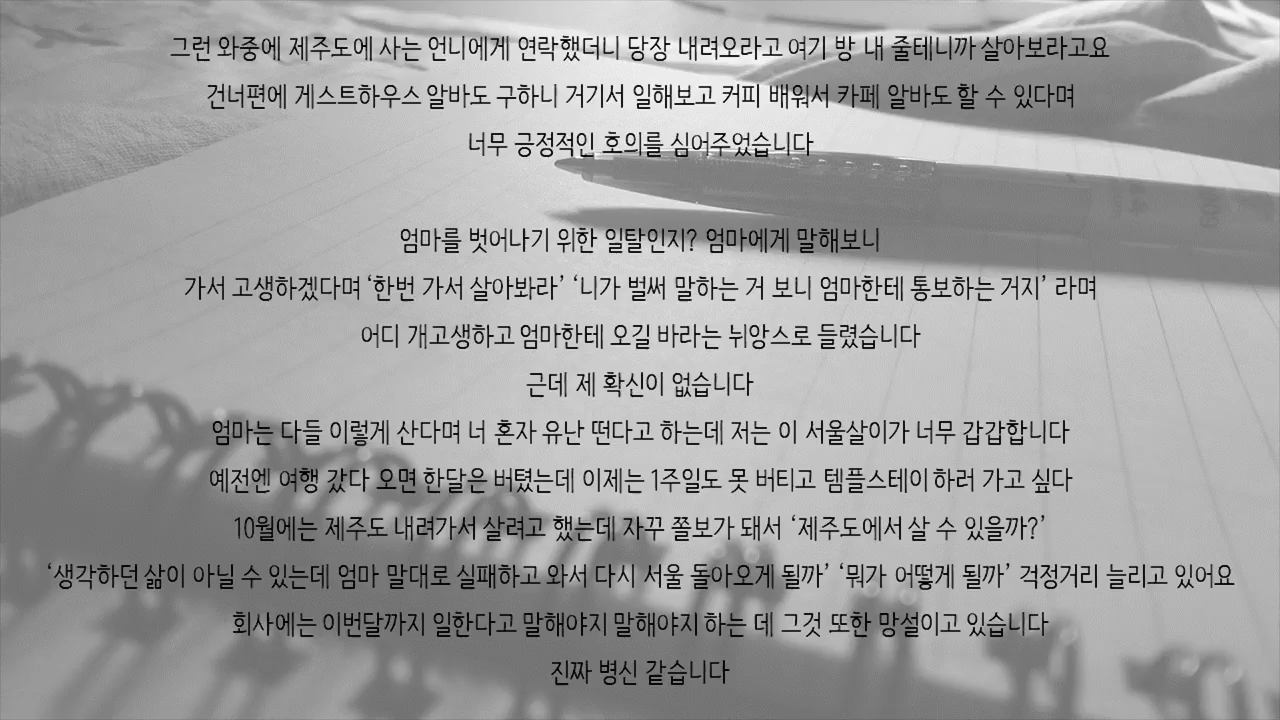 그런 와중에 제주도에 사는 언니에게 연락했더니 당장 내려오라고 여기 방 내 줄테니까 살아보라고요
건너편에 게스트하우스 알바도 구하니 거기서 일해보고 커피 배워서 카페 알바도 할 수 있다며
너무 긍정적인 호의를 심어주었습니다
엄마를 벗어나기 위한 일탈인지? 엄마에게 말해보니
가서 고생하겠다며 ‘한번 가서 살아봐라’ ‘니가 벌써 말하는 거 보니 엄마한테 통보하는 거지’ 라며
어디 개고생하고 엄마한테 오길 바라는 뉘앙스로 들렸습니다
근데 제 확신이 없습니다
엄마는 다들 이렇게 산다며 너 혼자 유난 떤다고 하는데 저는 이 서울살이가 너무 갑갑합니다
예전엔 여행 갔다 오면 한달은 버텼는데 이제는 1주일도 못 버티고 템플스테이 하러 가고 싶다
10월에는 제주도 내려가서 살려고 했는데 자꾸 쫄보가 돼서 ‘제주도에서 살 수 있을까?’
‘생각하던 삶이 아닐 수 있는데 엄마 말대로 실패하고 와서 다시 서울 돌아오게 될까’ ‘뭐가 어떻게 될까’ 걱정거리 늘리고 있어요
회사에는 이번달까지 일한다고 말해야지 말해야지 하는 데 그것 또한 망설이고 있습니다
진짜 병신 같습니다